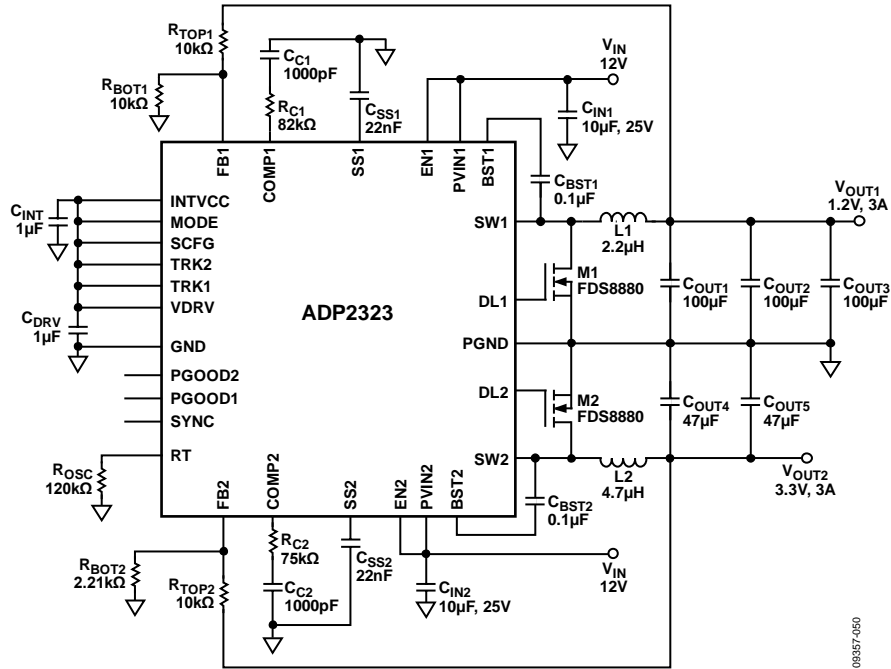 RTOP1
10kΩ
CC1
1000pF
VIN
12V
RBOT1
10kΩ
RC1
82kΩ
CSS1
22nF
CIN1
10µF, 25V
FB1
COMP1
SS1
EN1
PVIN1
BST1
CBST1
0.1µF
INTVCC
MODE
SCFG
TRK2
TRK1
VDRV
GND
PGOOD2
PGOOD1
SYNC
RT
CINT
1µF
CDRV
1µF
ROSC
120kΩ
ADP2323
SW1
DL1
PGND
DL2
SW2
L1
2.2µH
VOUT1
1.2V, 3A
M1
FDS8880
COUT1
100µF
COUT2
100µF
COUT3
100µF
M2
FDS8880
COUT4
47µF
COUT5
47µF
L2
4.7µH
VOUT2
3.3V, 3A
FB2
COMP2
SS2
EN2
PVIN2
BST2
CBST2
0.1µF
RBOT2
2.21kΩ
RTOP2
10kΩ
RC2
75kΩ
CC2
1000pF
CSS2
22nF
CIN2
10µF, 25V
VIN
12V
09357-050